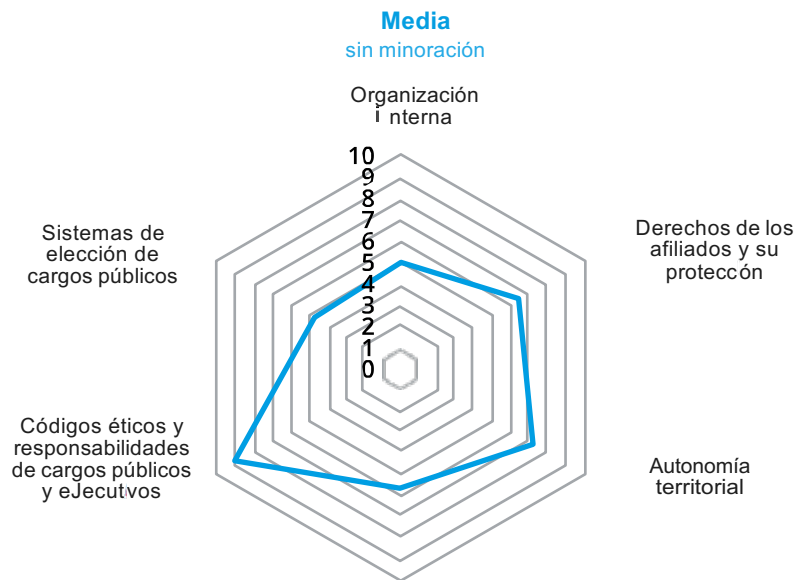 Media
sin minoración
Organización
i nterna
10
9
8
7
6
5
4
3
2
1
0
Derechos de los
afiliados y su
proteccón
Autonomía
territorial
Códigos éticos y
responsabilidades
de cargos públicos
y eJecutivos
Sistemas de
elección de
cargos públicos